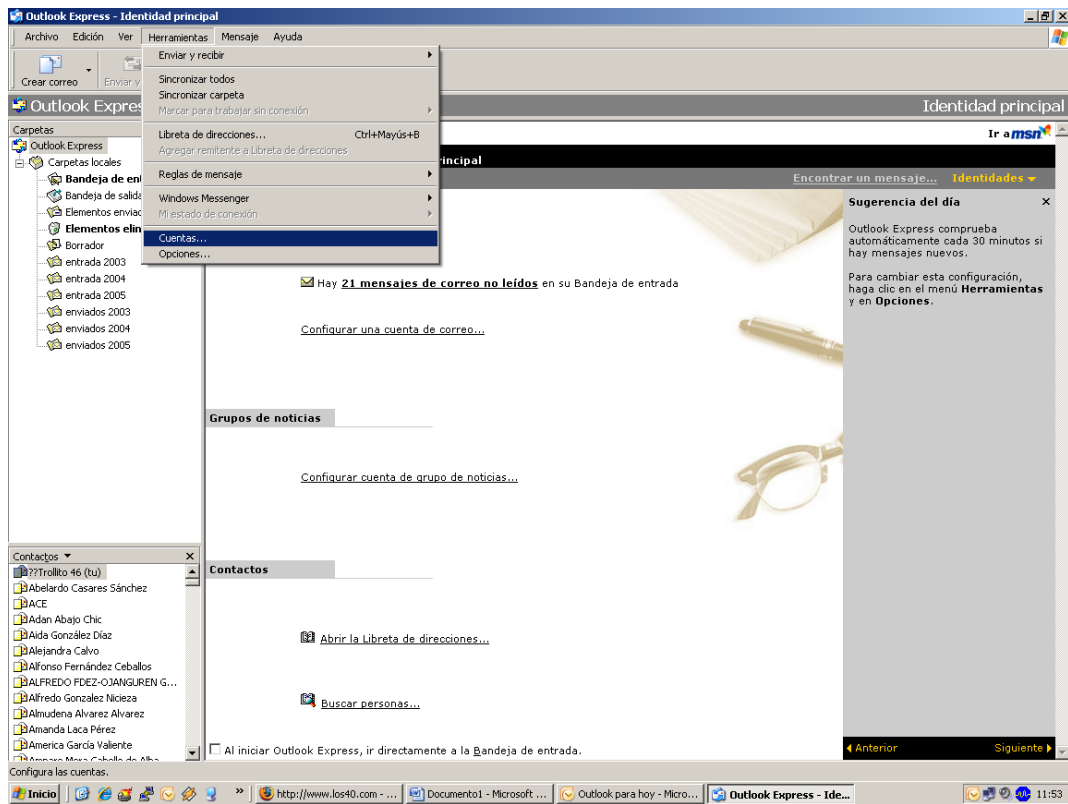 Outlook Express - Identidad principal
Archivo Edición Ver Herramientas Mensaje Ayuda
Crear correo Enviar y
Enviar y recibir
Sincronizar todos
Sincronizar carpeta
Marcar para trabajar sin conexión
Libreta de direcciones... Ctrl+Mayús+B
Agregar remitente a Libreta de direcciones
Reglas de mensaje
Windows Messenger
Mi estado de conexión
Cuentas...
Opciones...
Outlook Expres Identidad principal
Carpetas
Outlook Express
Carpetas locales
Bandeja de en
Bandeja de salida
Elementos enviad
Elementos elin
Borrador
entrada 2003
entrada 2004
entrada 2005
enviados 2003
enviados 2004
enviados 2005
Ir a msn
rincipal
Encontrar un mensaje... Identidades
Hay 21 mensajes de correo no leídos en su Bandeja de entrada
Configurar una cuenta de correo...
Grupos de noticias
Configurar cuenta de grupo de noticias...
Contactos
Abrir la Libreta de direcciones...
Buscar personas...
Al iniciar Outlook Express, ir directamente a la Bandeja de entrada.
Sugerencia del día X
Outlook Express comprueba
automáticamente cada 30 minutos si
hay mensajes nuevos.
Para cambiar esta configuración,
haga clic en el menú Herramientas
y en Opciones.
Anterior Siguiente
Contactos
??Trollito 46 (tu)
Abelardo Casares Sánchez
ACE
Adan Abajo Chic
Aida González Díaz
Alejandra Calvo
Alfonso Fernández Ceballos
ALFREDO FDEZ-OJANGUREN G...
Alfredo Gonzalez Nicieza
Almudena Alvarez Alvarez
Amanda Laca Pérez
America García Valiente
Configura las cuentas.
Inicio » http://www.los40.com - ... Documento1 - Microsoft ... Outlook para hoy - Micro... Outlook Express - Ide... 11:53